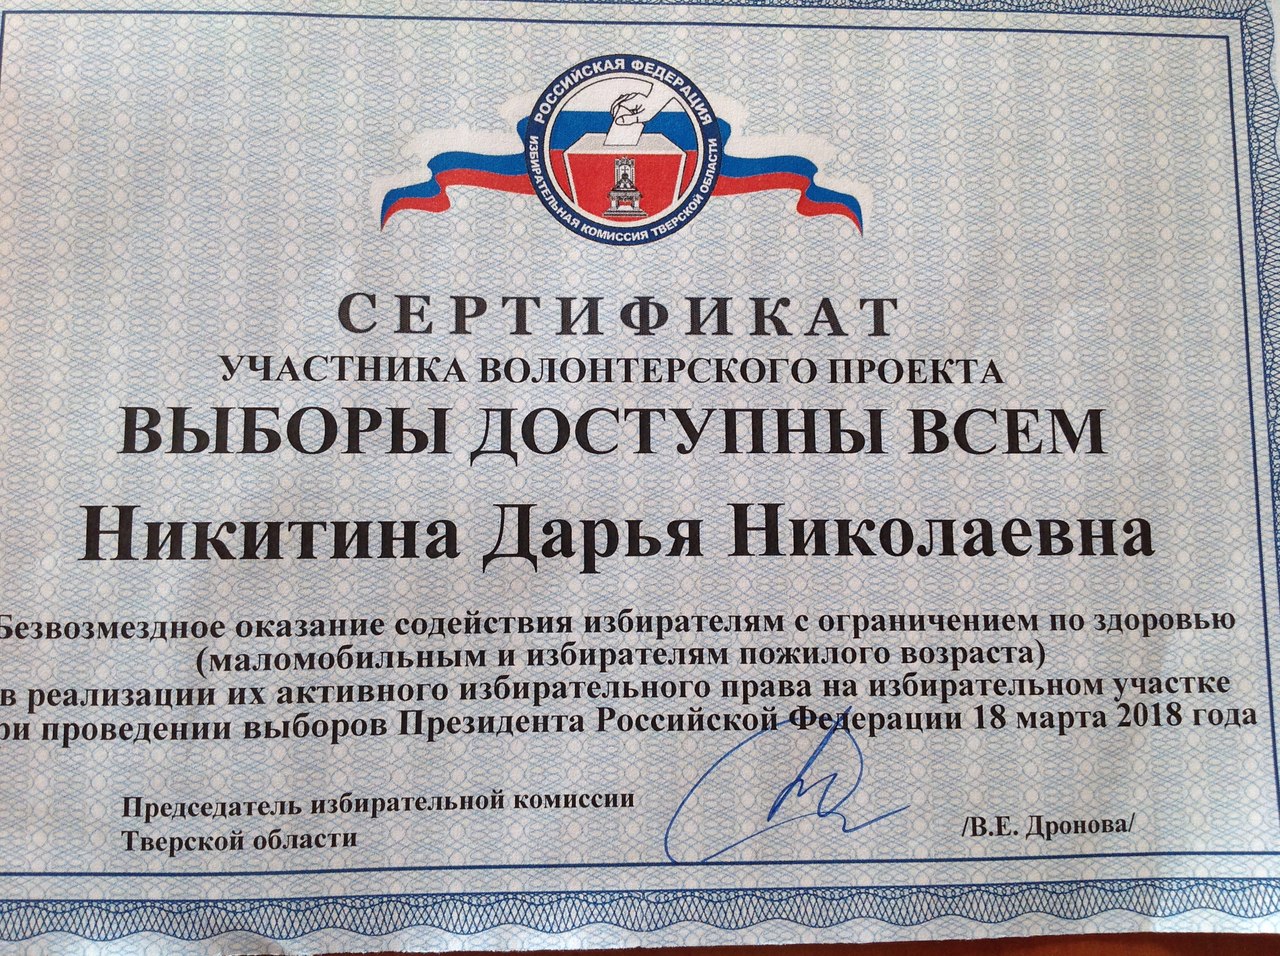 РОССИЙСКАЯ ФЕДЕРАЦИЯ
ИЗБИРАТЕЛЬНАЯ КОМИССИЯ ТВЕРСКОЙ ОБЛАСТИ
СЕРТИФИКАТ
УЧАСТНИКА ВОЛОНТЕРСКОГО ПРОЕКТА
ВЫБОРЫ ДОСТУПНЫ ВСЕМ
Никитина Дарья Николаевна
Безвозмездное оказание содействия избирателям с ограничением по здоровью
(маломобильным и избирателям пожилого возраста)
в реализации их активного избирательного права на избирательном участке
ри проведении выборов Президента Российской Федерации 18 марта 2018 года
Председатель избирательной комиссии
Тверской области
/В.Е. Дронова/